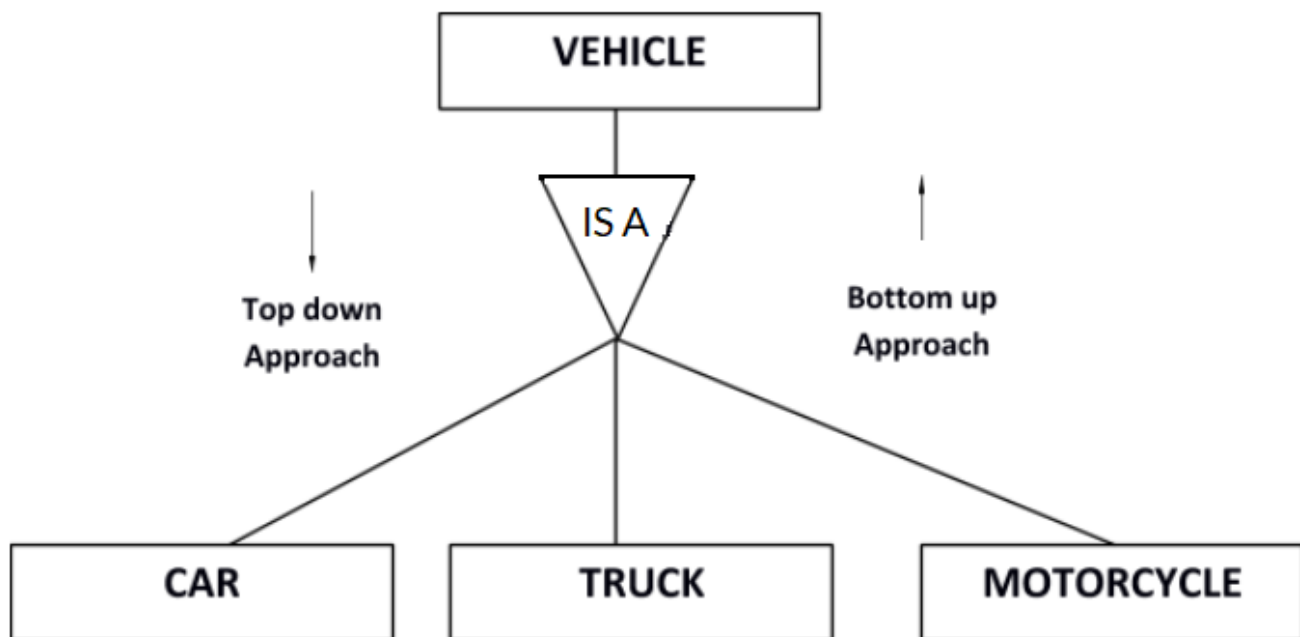 VEHICLE
IS A
Top down
Approach
Bottom up
Approach
CAR
TRUCK
MOTORCYCLE